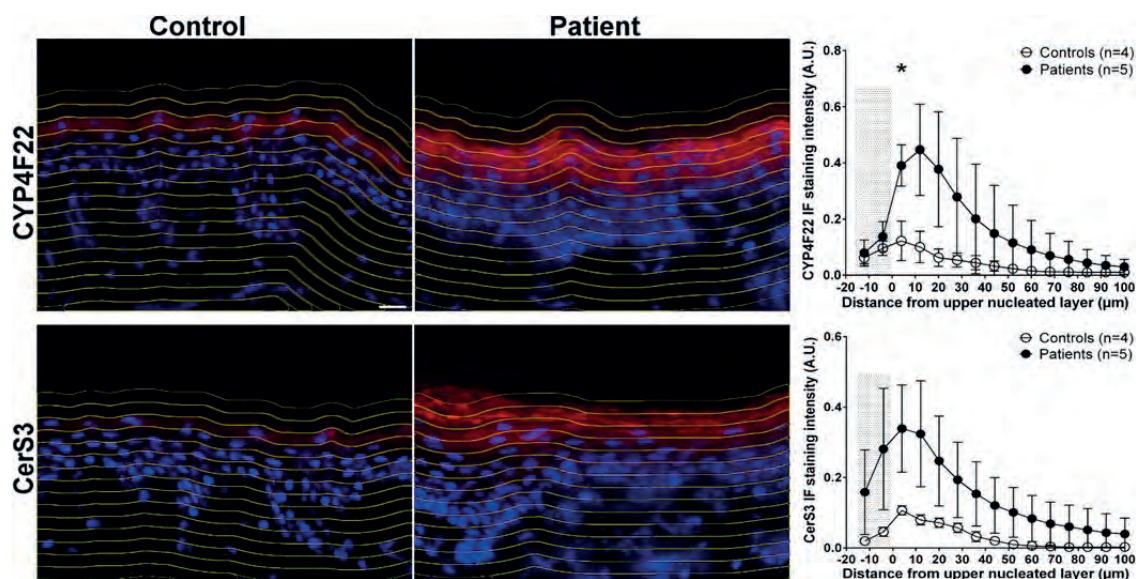 Control
Patient
CYP4F22
CYP4F22 IF staining intensity (A.U.)
0.8
0.6
0.4
0.2
0.0
*
Controls (n=4)
Patients (n=5)
-20 -10 0 10 20 30 40 50 60 70 80 90 100
Distance from upper nucleated layer (µm)
CerS3
CerS3 IF staining intensity (A.U.)
0.6
0.4
0.2
0.0
Controls (n=4)
Patients (n=5)
-20 -10 0 10 20 30 40 50 60 70 80 90 100
Distance from upper nucleated layer (µm)